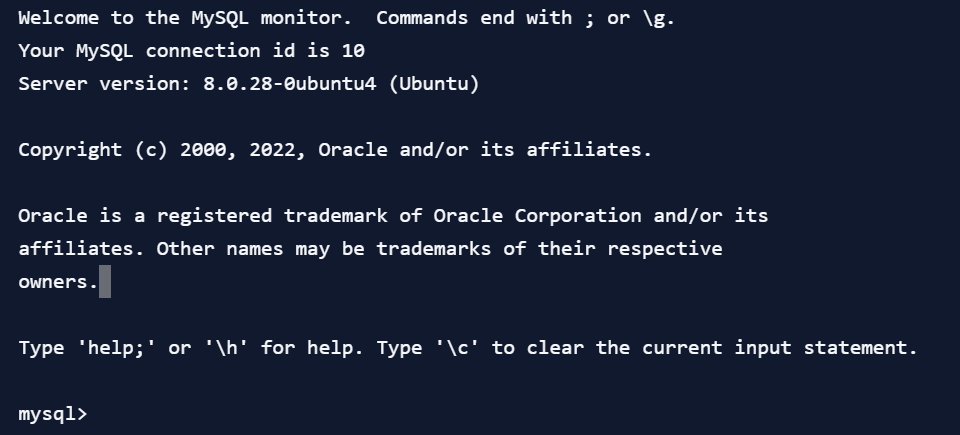 Welcome to the MySQL monitor.  Commands end with ; or \g.
Your MySQL connection id is 10
Server version: 8.0.28-0ubuntu4 (Ubuntu)
Copyright (c) 2000, 2022, Oracle and/or its affiliates.
Oracle is a registered trademark of Oracle Corporation and/or its
affiliates. Other names may be trademarks of their respective
owners.
Type 'help;' or '\h' for help. Type '\c' to clear the current input statement.
mysql>